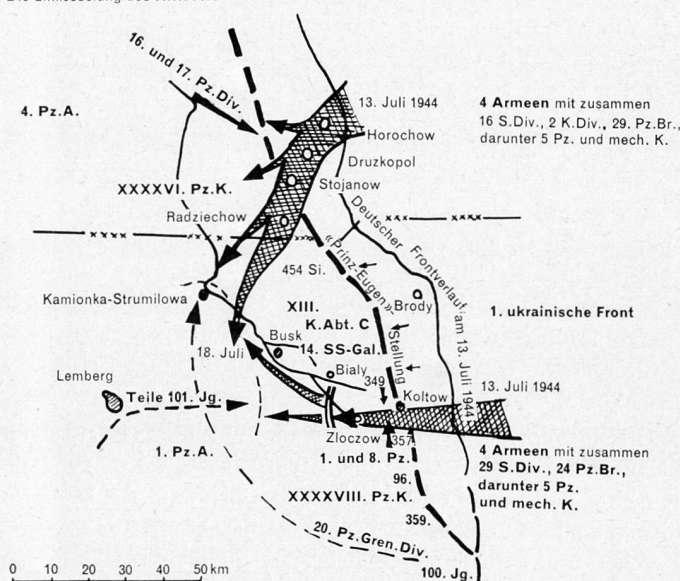 16. und 17. Pz. Div.
4. Pz. A.
13. Juli 1944
4 Armeen mit zusammen
16 S. Div., 2 K. Div., 29. Pz. Br.,
darunter 5 Pz. und mech. K.
Horochow
Druzkopol
Stojanow
XXXXVI. Pz. K.
Radziechow
Deutscher Frontverlauf am 13. Juli 1944
«Prinz-Eugen»-
Stellung
454 Si.
Kamionka-Strumilowa
XIII.
K. Abt. C
Brody
1. ukrainische Front
18. Juli
Busk
14. SS-Gal.
Bialy
349
Lemberg
Teile 101. Jg.
Koltow
13. Juli 1944
Zloczow
357.
1. Pz. A.
1. und 8. Pz.
4 Armeen mit zusammen
29 S. Div., 24 Pz. Br.,
darunter 5 Pz.
und mech. K.
96.
XXXXVIII. Pz. K.
359.
20. Pz. Gren. Div.
100. Jg.
0 10 20 30 40 50 km